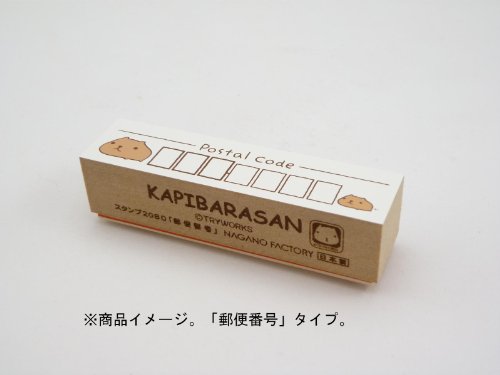 Postal Code
KAPIBARASAN
©TRYWORKS
スタンプ2080「郵便番号」 NAGANO FACTORY 日本製
※商品イメージ。「郵便番号」タイプ。